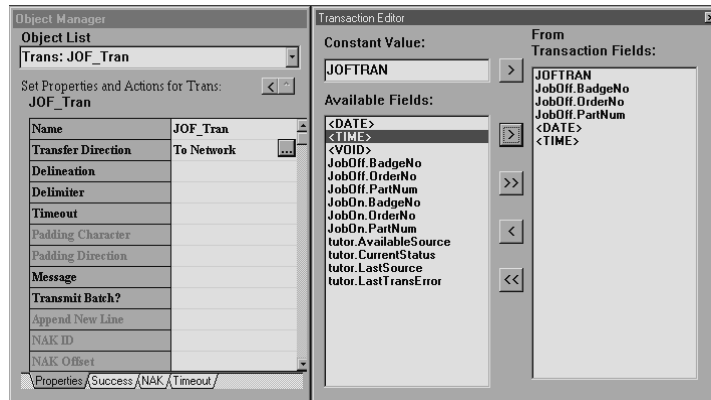 Object Manager
Object List
Trans: JOF_Tran
Set Properties and Actions for Trans:
JOF_Tran
Name JOF_Tran
Transfer Direction To Network ...
Delineation
Delimiter
Timeout
Padding Character
Padding Direction
Message
Transmit Batch?
Append New Line
NAK ID
NAK Offset
Properties Success NAK Timeout
Transaction Editor
Constant Value:
JOFTRAN
>
Available Fields:
<DATE>
<TIME>
<VOID>
JobOff.BadgeNo
JobOff.OrderNo
JobOff.PartNum
JobOn.BadgeNo
JobOn.OrderNo
JobOn.PartNum
tutor.AvailableSource
tutor.CurrentStatus
tutor.LastSource
tutor.LastTransError
>
>>
<
<<
From
Transaction Fields:
JOFTRAN
JobOff.BadgeNo
JobOff.OrderNo
JobOff.PartNum
<DATE>
<TIME>